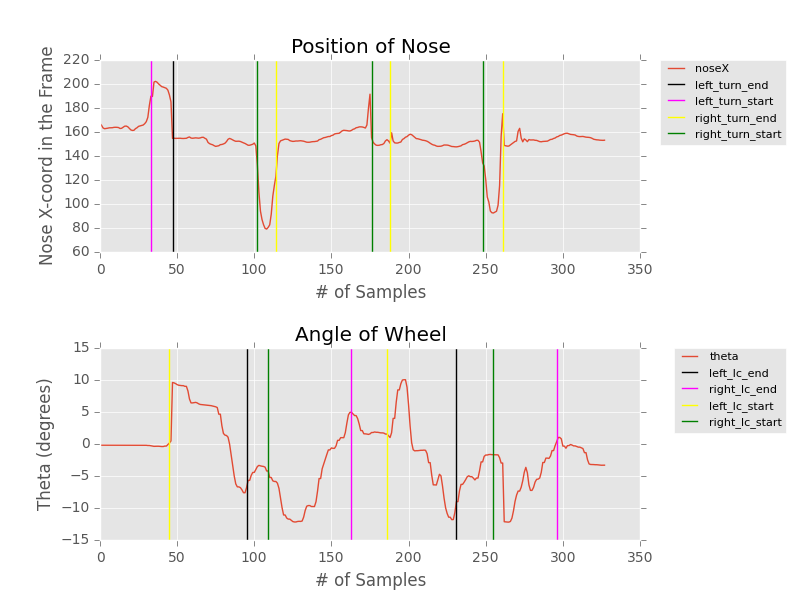 Position of Nose
Nose X-coord in the Frame
220
200
180
160
140
120
100
80
60
0
50
100
150
200
250
300
350
# of Samples
noseX
left_turn_end
left_turn_start
right_turn_end
right_turn_start
Angle of Wheel
Theta (degrees)
15
10
5
0
−5
−10
−15
0
50
100
150
200
250
300
350
# of Samples
theta
left_lc_end
right_lc_end
left_lc_start
right_lc_start